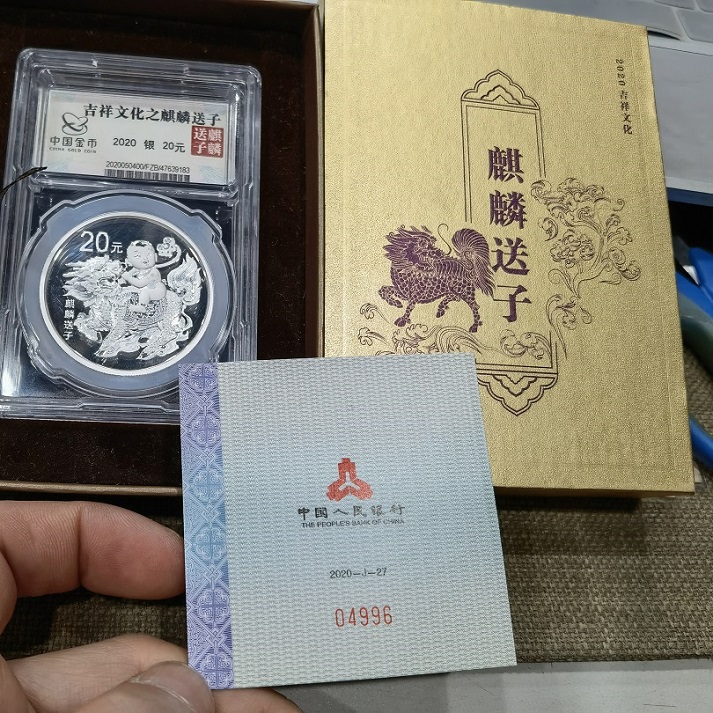 吉祥文化之麒麟送子
中国金币
CHINA GOLD COIN
2020 银 20元
麒麟
送子
2020050400/FZB/47629183
20元
麒麟送子
2020 吉祥文化
麒麟送子
中国人民银行
THE PEOPLE'S BANK OF CHINA
2020-J-27
04996